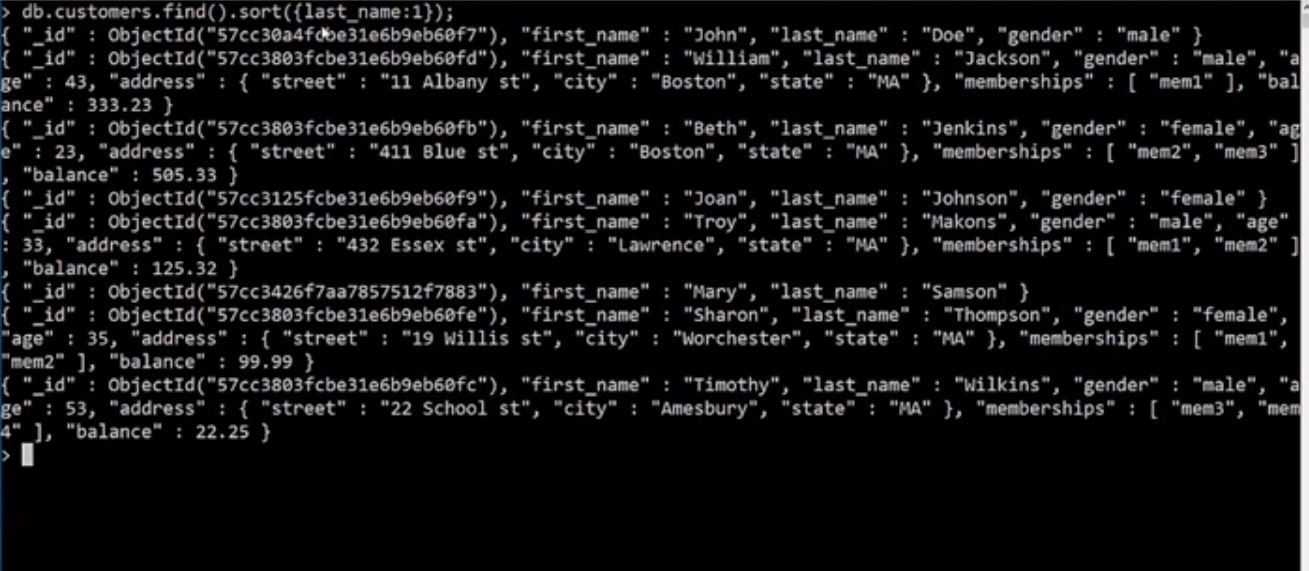 > db.customers.find().sort({last_name:1});
{ "_id" : ObjectId("57cc30a4fcbe31e6b9eb60f7"), "first_name" : "John", "last_name" : "Doe", "gender" : "male" }
{ "_id" : ObjectId("57cc3803fcbe31e6b9eb60fd"), "first_name" : "William", "last_name" : "Jackson", "gender" : "male", "a
ge" : 43, "address" : { "street" : "11 Albany st", "city" : "Boston", "state" : "MA" }, "memberships" : [ "mem1" ], "bal
ance" : 333.23 }
{ "_id" : ObjectId("57cc3803fcbe31e6b9eb60fb"), "first_name" : "Beth", "last_name" : "Jenkins", "gender" : "female", "ag
e" : 23, "address" : { "street" : "411 Blue st", "city" : "Boston", "state" : "MA" }, "memberships" : [ "mem2", "mem3" ]
, "balance" : 505.33 }
{ "_id" : ObjectId("57cc3125fcbe31e6b9eb60f9"), "first_name" : "Joan", "last_name" : "Johnson", "gender" : "female" }
{ "_id" : ObjectId("57cc3803fcbe31e6b9eb60fa"), "first_name" : "Troy", "last_name" : "Makons", "gender" : "male", "age"
: 33, "address" : { "street" : "432 Essex st", "city" : "Lawrence", "state" : "MA" }, "memberships" : [ "mem1", "mem2" ]
, "balance" : 125.32 }
{ "_id" : ObjectId("57cc3426f7aa7857512f7883"), "first_name" : "Mary", "last_name" : "Samson" }
{ "_id" : ObjectId("57cc3803fcbe31e6b9eb60fe"), "first_name" : "Sharon", "last_name" : "Thompson", "gender" : "female",
"age" : 35, "address" : { "street" : "19 Willis st", "city" : "Worchester", "state" : "MA" }, "memberships" : [ "mem1",
"mem2" ], "balance" : 99.99 }
{ "_id" : ObjectId("57cc3803fcbe31e6b9eb60fc"), "first_name" : "Timothy", "last_name" : "Wilkins", "gender" : "male", "a
ge" : 53, "address" : { "street" : "22 School st", "city" : "Amesbury", "state" : "MA" }, "memberships" : [ "mem3", "mem
4" ], "balance" : 22.25 }
>